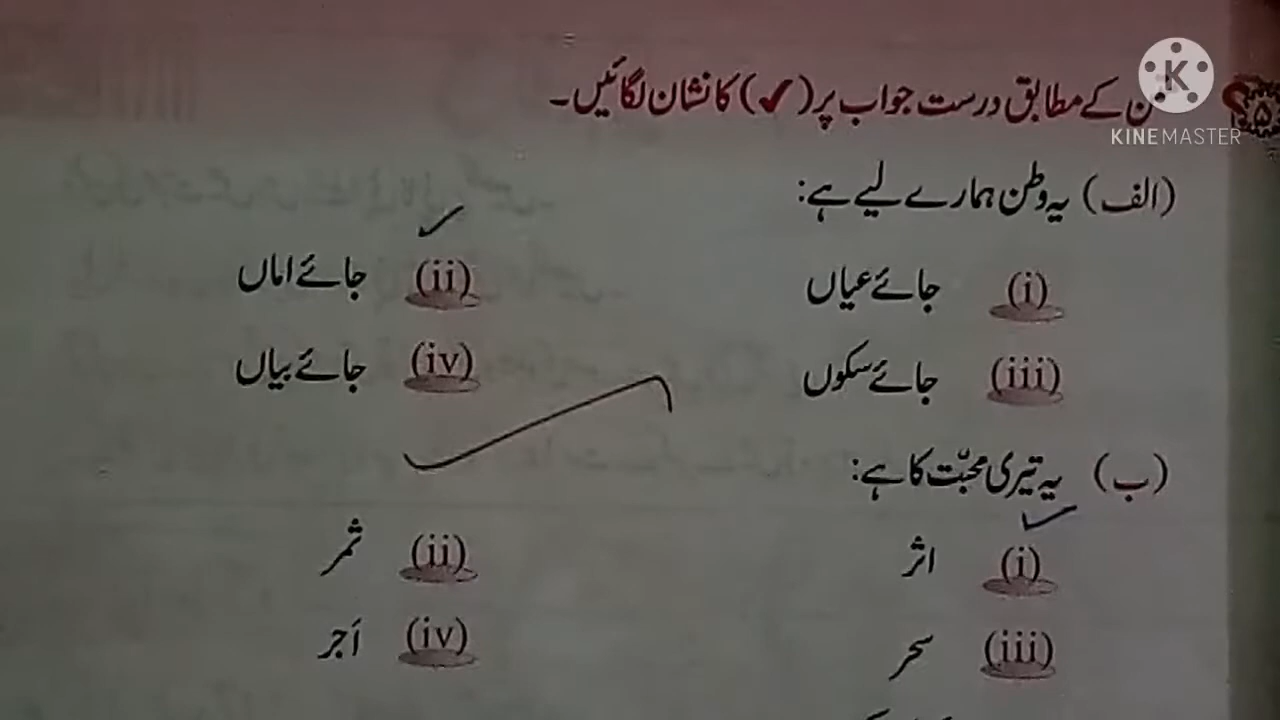 کے مطابق درست جواب پر (✓) کا نشان لگائیں۔
KINEMASTER
(الف) یہ وطن ہمارے لیے ہے:
(i) جائے عیاں (ii) جائے اماں
(iii) جائے سکوں (iv) جائے بیاں
(ب) یہ تیری محبّت کا ہے:
(i) اثر (ii) ثمر
(iii) سحر (iv) اَجر